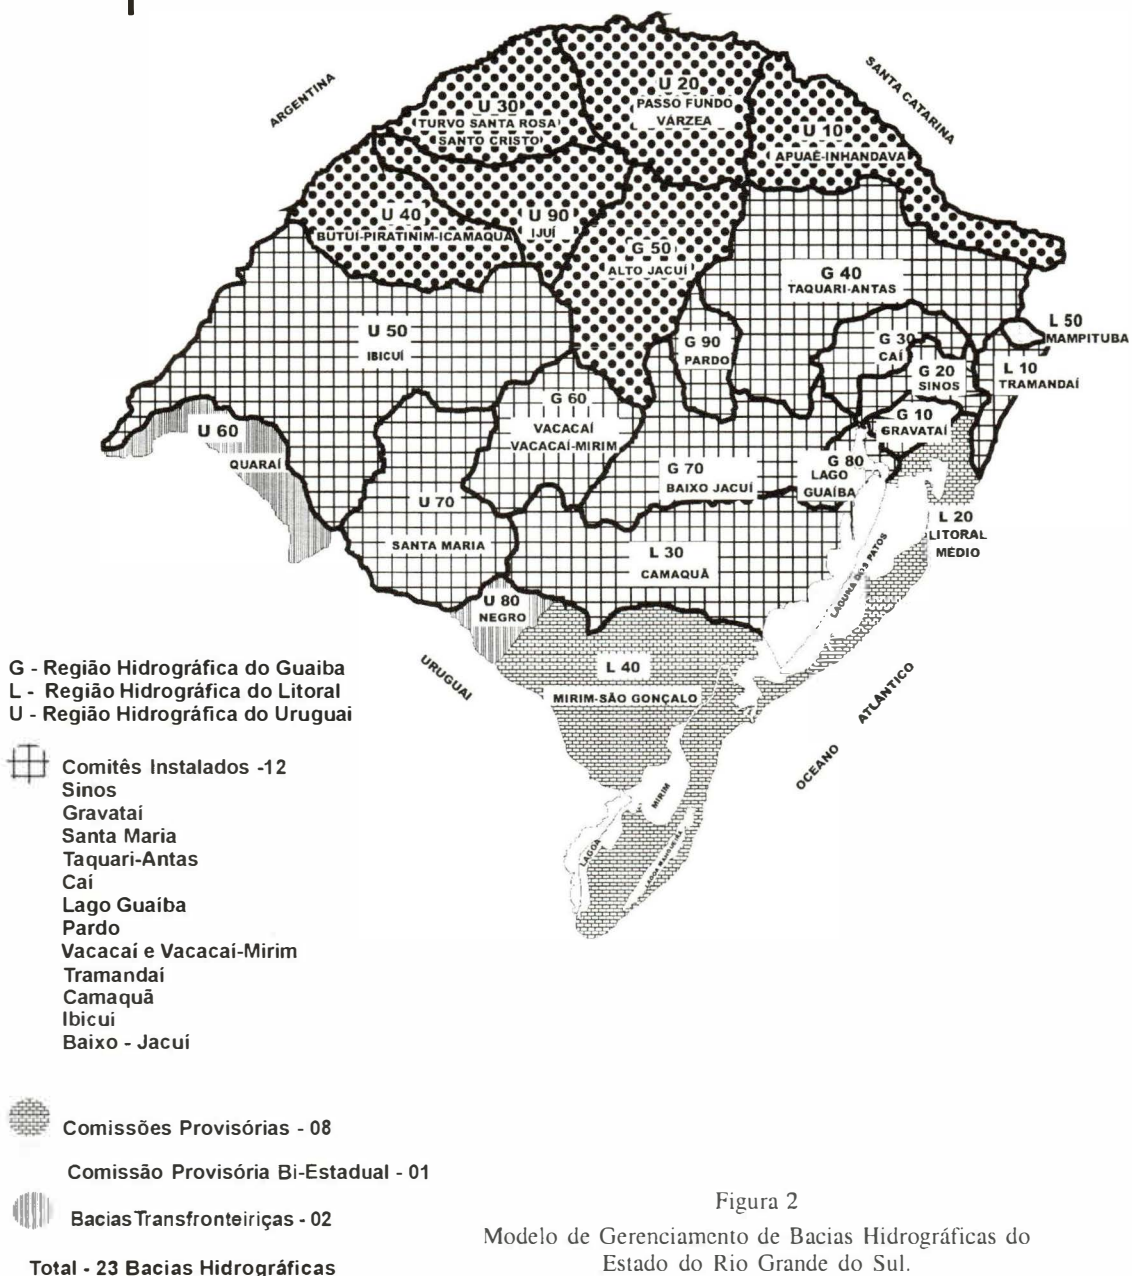 ARGENTINA
SANTA CATARINA
U 20
PASSO FUNDO
VÁRZEA
U 30
TURVO SANTA ROSA
SANTO CRISTO
U 10
APUAÊ-INHANDAVA
U 40
BUTUÍ-PIRATINIM-ICAMAQUÃ
U 90
IJUÍ
G 50
ALTO JACUÍ
G 40
TAQUARI-ANTAS
U 50
IBICUÍ
G 90
PARDO
G 30
CAÍ
L 50
MAMPITUBA
G 20
SINOS
L 10
TRAMANDAÍ
G 60
VACACAÍ
VACACAÍ-MIRIM
G 10
GRAVATAÍ
U 60
QUARAÍ
G 70
BAIXO JACUÍ
G 80
LAGO
GUAÍBA
U 70
SANTA MARIA
L 20
LITORAL
MÉDIO
L 30
CAMAQUÃ
LAGUNA DOS PATOS
U 80
NEGRO
URUGUAI
L 40
MIRIM-SÃO GONÇALO
OCEANO ATLÂNTICO
LAGOA MIRIM
LAGOA MANGUEIRA
G - Região Hidrográfica do Guaiba
L - Região Hidrográfica do Litoral
U - Região Hidrográfica do Uruguai
Comitês Instalados -12
Sinos
Gravataí
Santa Maria
Taquari-Antas
Caí
Lago Guaíba
Pardo
Vacacaí e Vacacaí-Mirim
Tramandaí
Camaquã
Ibicui
Baixo - Jacuí
Comissões Provisórias - 08
Comissão Provisória Bi-Estadual - 01
Bacias Transfronteiriças - 02
Total - 23 Bacias Hidrográficas
Figura 2
Modelo de Gerenciamento de Bacias Hidrográficas do
Estado do Rio Grande do Sul.